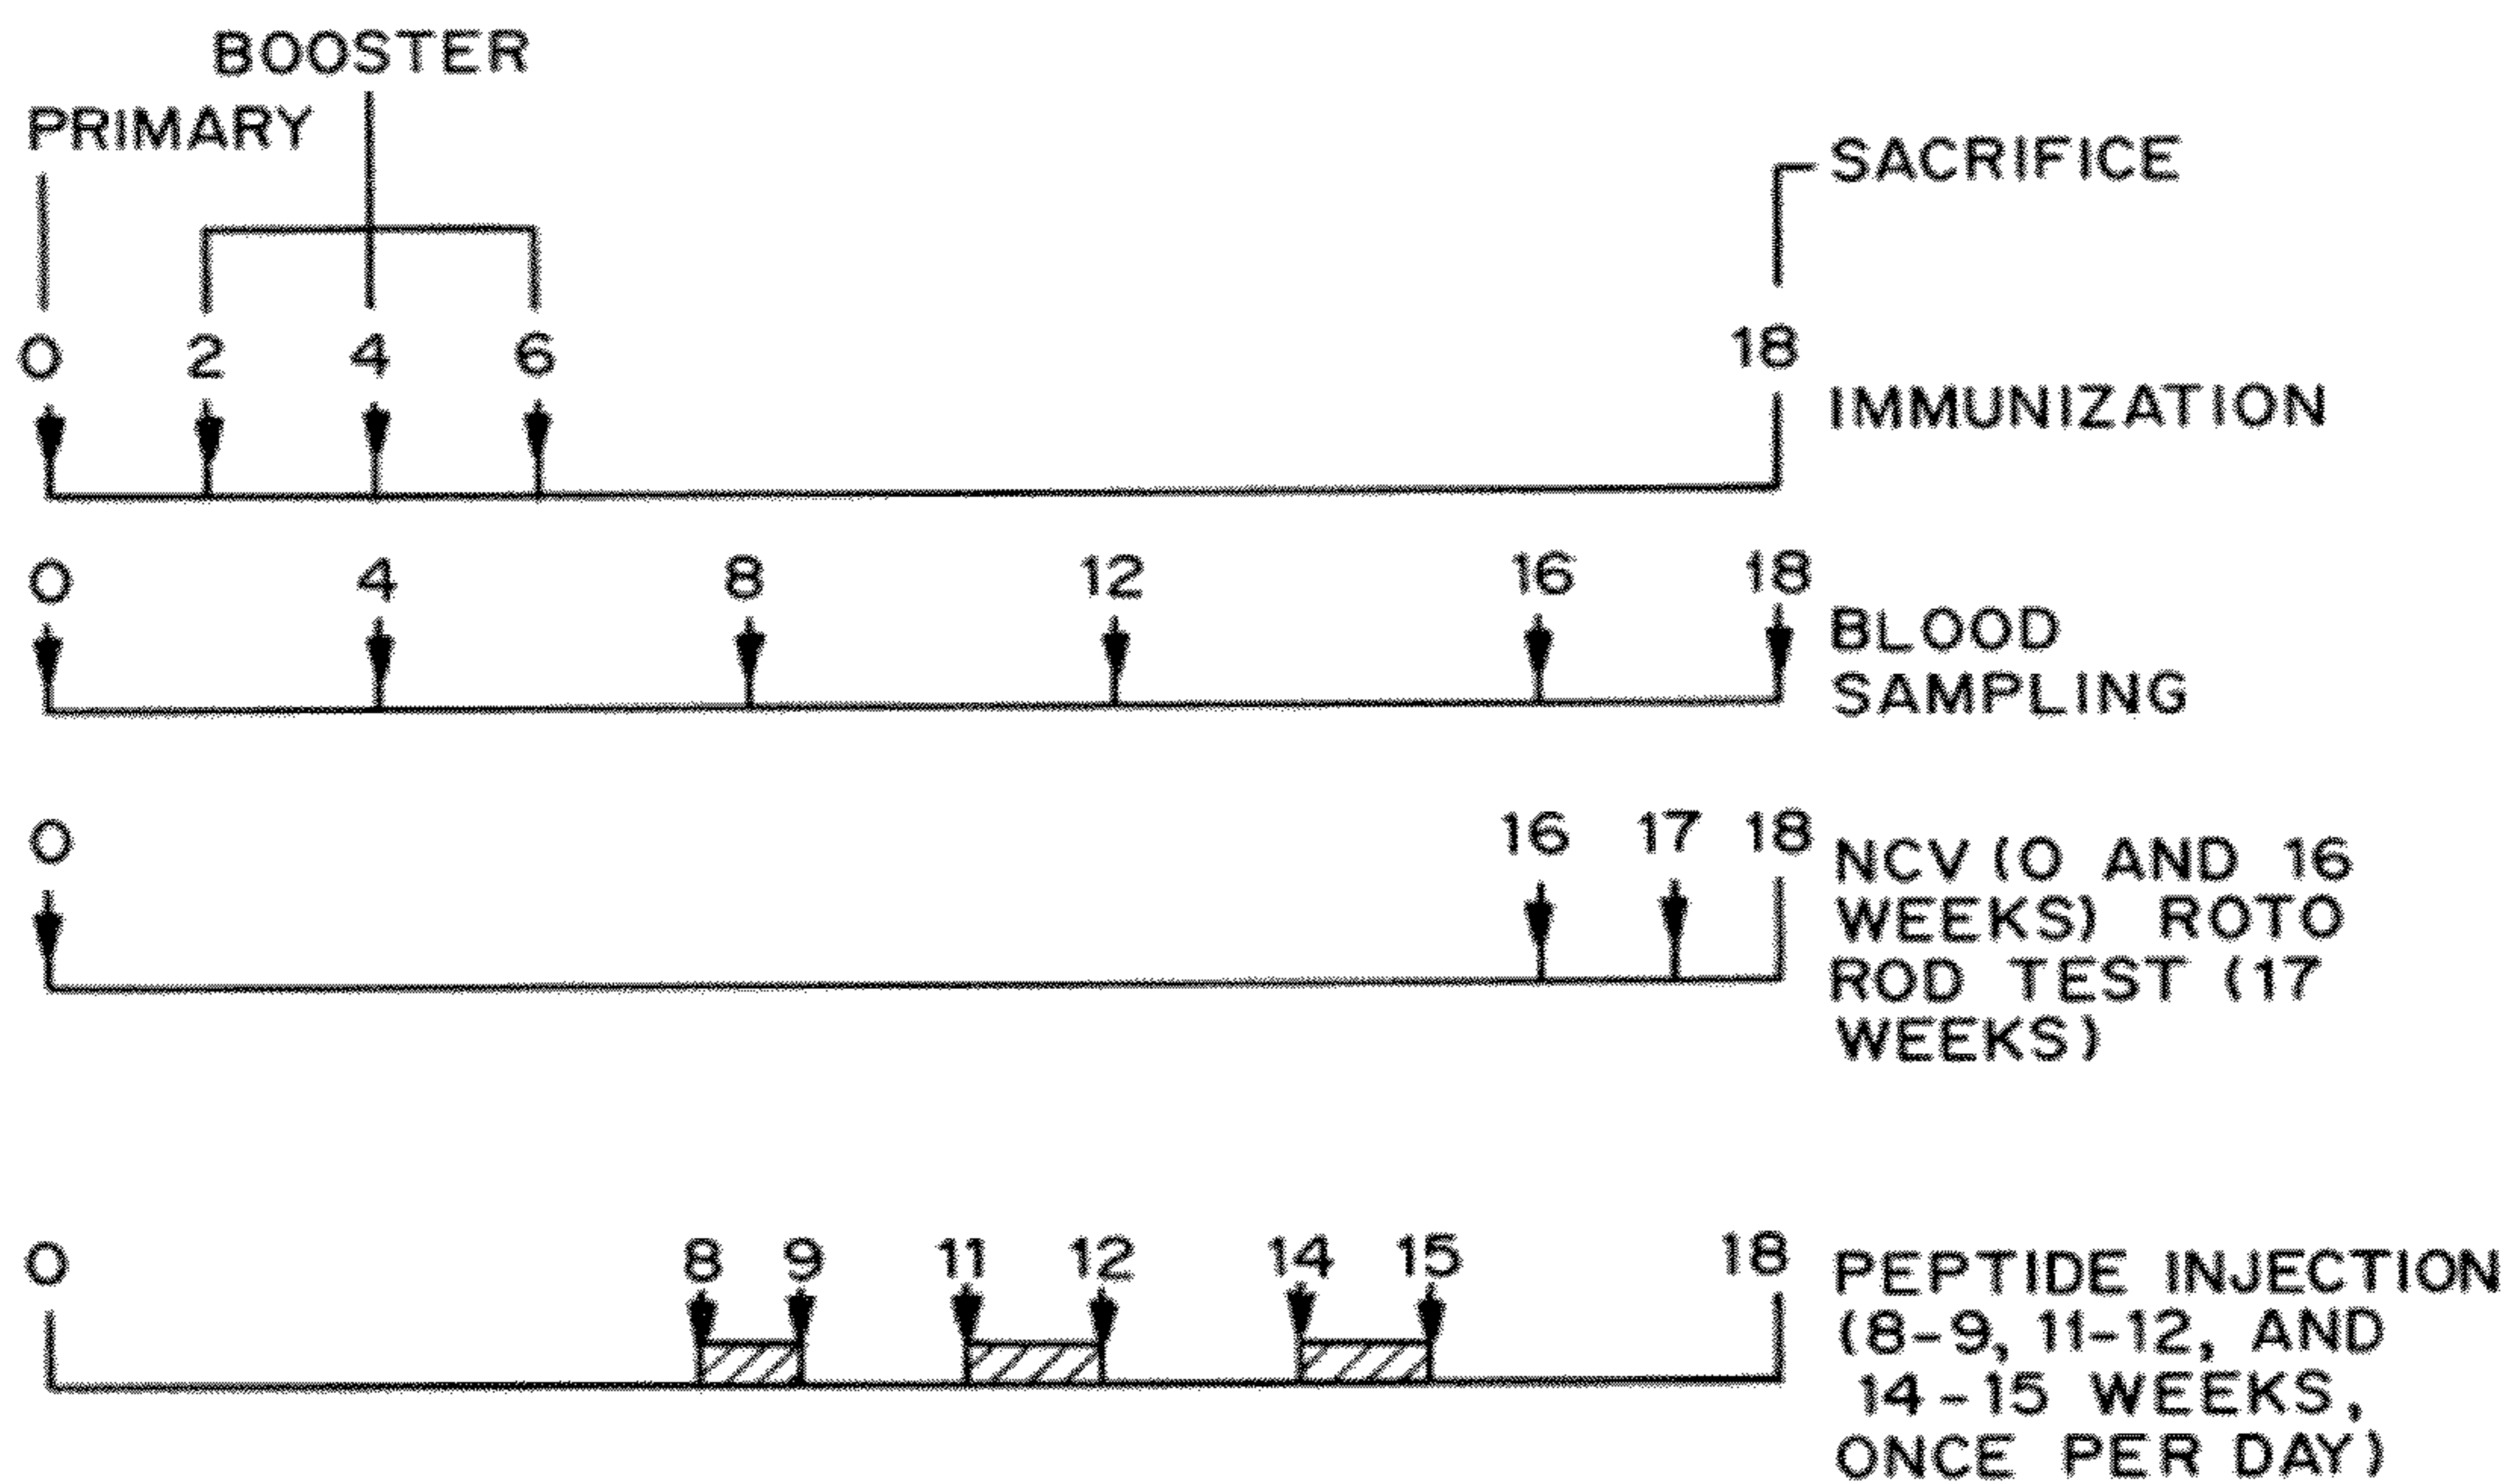 BOOSTER
PRIMARY
SACRIFICE
0 2 4 6 18
IMMUNIZATION
0 4 8 12 16 18
BLOOD
SAMPLING
0 16 17 18
NCV (0 AND 16
WEEKS) ROTO
ROD TEST (17
WEEKS)
0 8 9 11 12 14 15 18
PEPTIDE INJECTION
(8-9, 11-12, AND
14-15 WEEKS,
ONCE PER DAY)